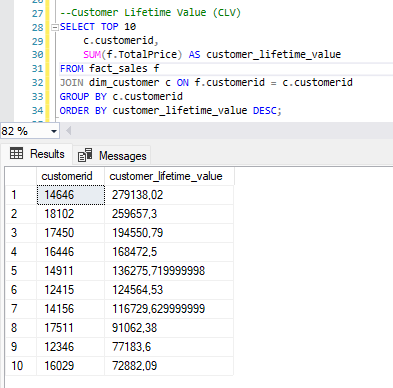 27 --Customer Lifetime Value (CLV)
28 SELECT TOP 10
29 c.customerid,
30 SUM(f.TotalPrice) AS customer_lifetime_value
31 FROM fact_sales f
32 JOIN dim_customer c ON f.customerid = c.customerid
33 GROUP BY c.customerid
34 ORDER BY customer_lifetime_value DESC;
82 %
Results Messages
customerid customer_lifetime_value
1 14646 279138,02
2 18102 259657,3
3 17450 194550,79
4 16446 168472,5
5 14911 136275,719999998
6 12415 124564,53
7 14156 116729,629999999
8 17511 91062,38
9 12346 77183,6
10 16029 72882,09